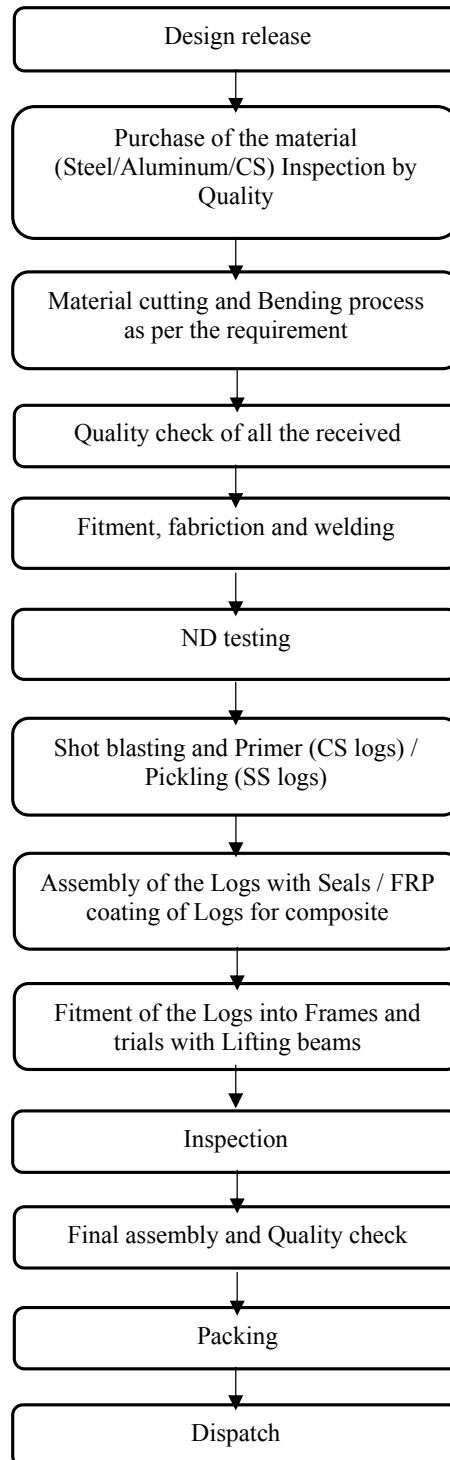 Design release
Purchase of the material
(Steel/Aluminum/CS) Inspection by
Quality
Material cutting and Bending process
as per the requirement
Quality check of all the received
Fitment, fabriction and welding
ND testing
Shot blasting and Primer (CS logs) /
Pickling (SS logs)
Assembly of the Logs with Seals / FRP
coating of Logs for composite
Fitment of the Logs into Frames and
trials with Lifting beams
Inspection
Final assembly and Quality check
Packing
Dispatch